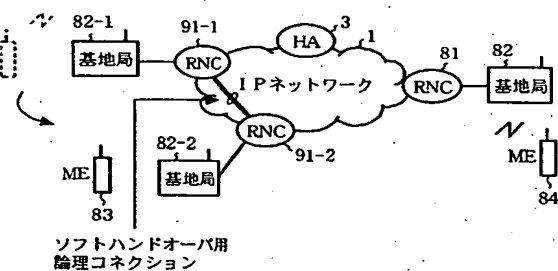 82-1
91-1
3
1
81
82
基地局
RNC
HA
RNC
基地局
IPネットワーク
82-2
RNC
ME
基地局
91-2
ME
83
84
ソフトハンドオーバ用
論理コネクション